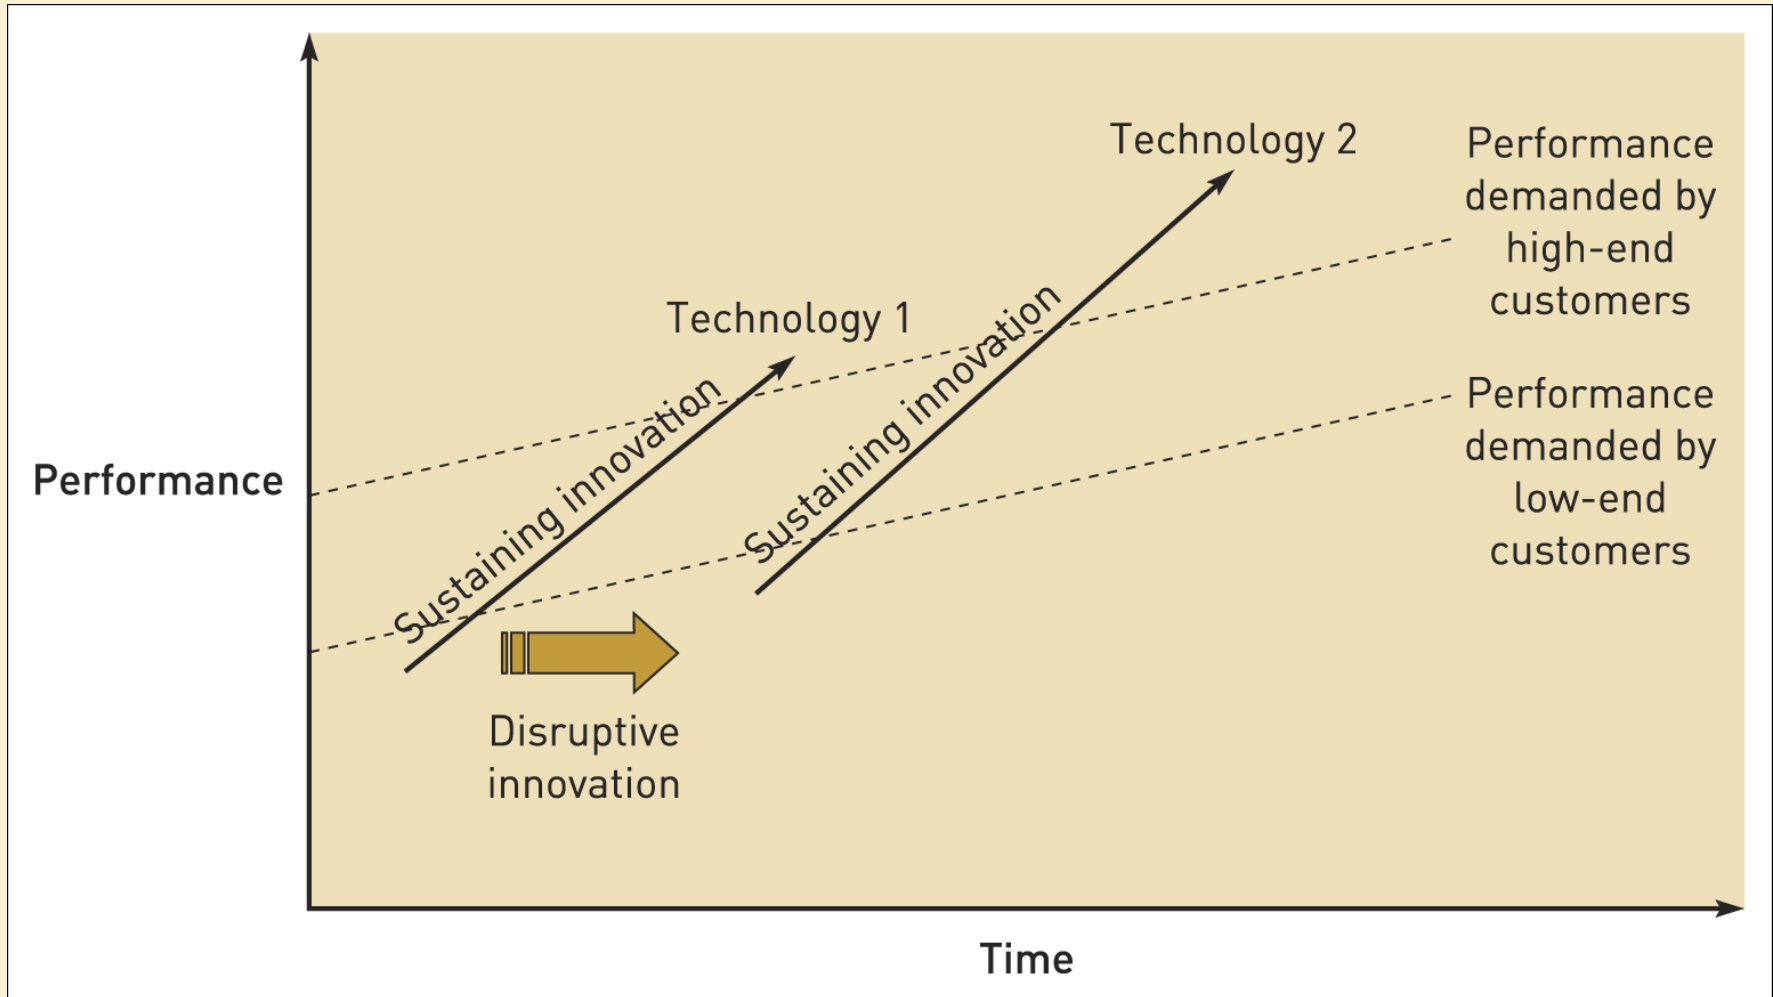 Technology 2
Performance
demanded by
high-end
customers
Technology 1
Sustaining innovation
Sustaining innovation
Performance
demanded by
low-end
customers
Performance
Disruptive
innovation
Time